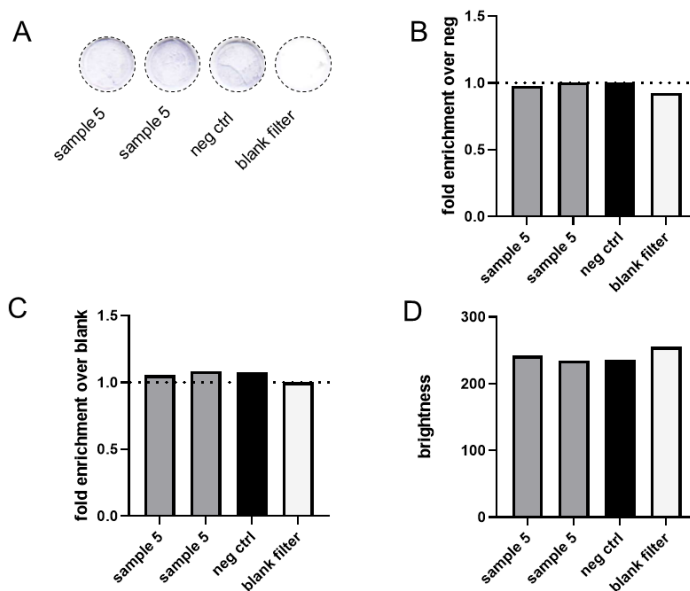 A
sample 5
sample 5
neg ctrl
blank filter
B
fold enrichment over neg
1.5
1.0
0.5
0.0
sample 5
sample 5
neg ctrl
blank filter
C
fold enrichment over blank
1.5
1.0
0.5
0.0
sample 5
sample 5
neg ctrl
blank filter
D
brightness
300
200
100
0
sample 5
sample 5
neg ctrl
blank filter